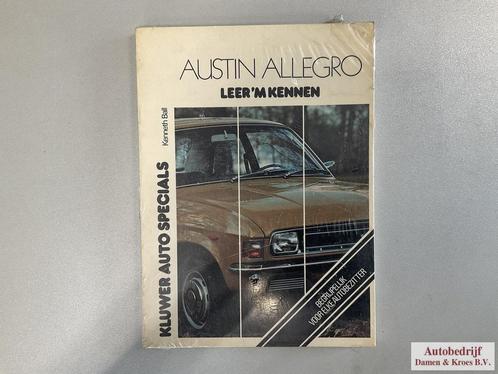 AUSTIN ALLEGRO
LEER'M KENNEN
KLUWER AUTO SPECIALS
Kenneth Ball
BEGRIJPELIJK
VOOR ELKE AUTOBEZITTER
Autobedrijf
Damen & Kroes B.V.